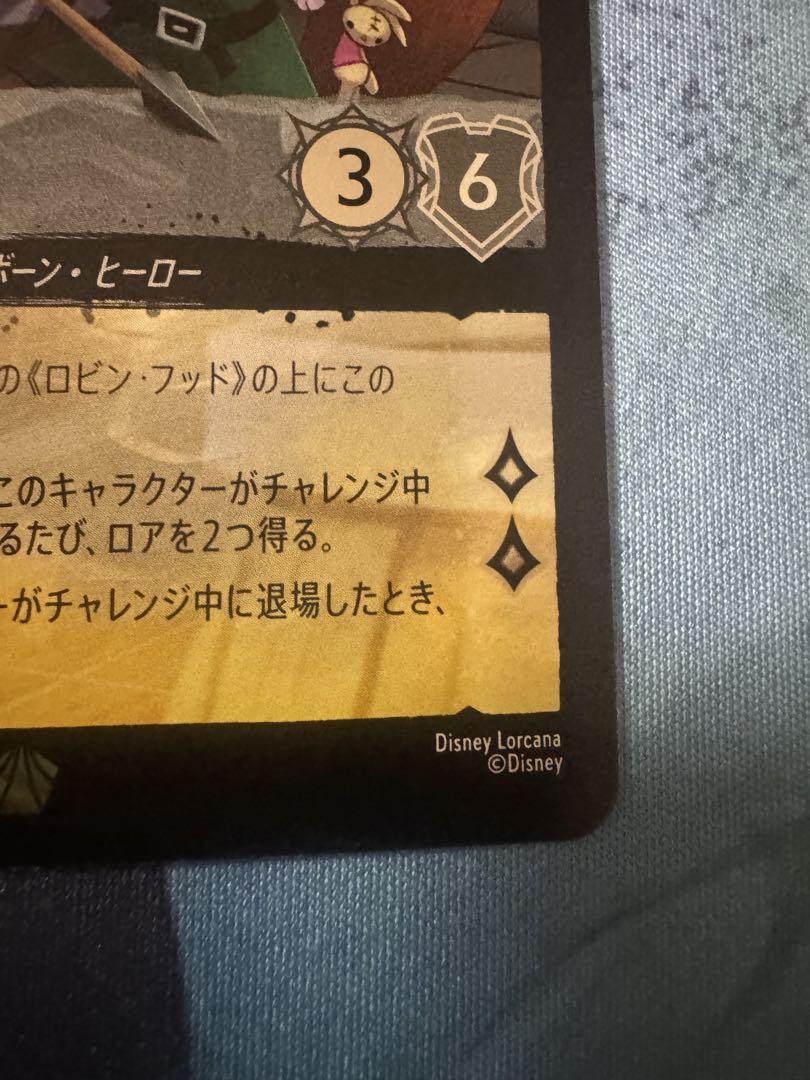 3 6
ボーン・ヒーロー
の《ロビン・フッド》の上にこの
このキャラクターがチャレンジ中
るたび、ロアを2つ得る。
ーがチャレンジ中に退場したとき、
Disney Lorcana
©Disney